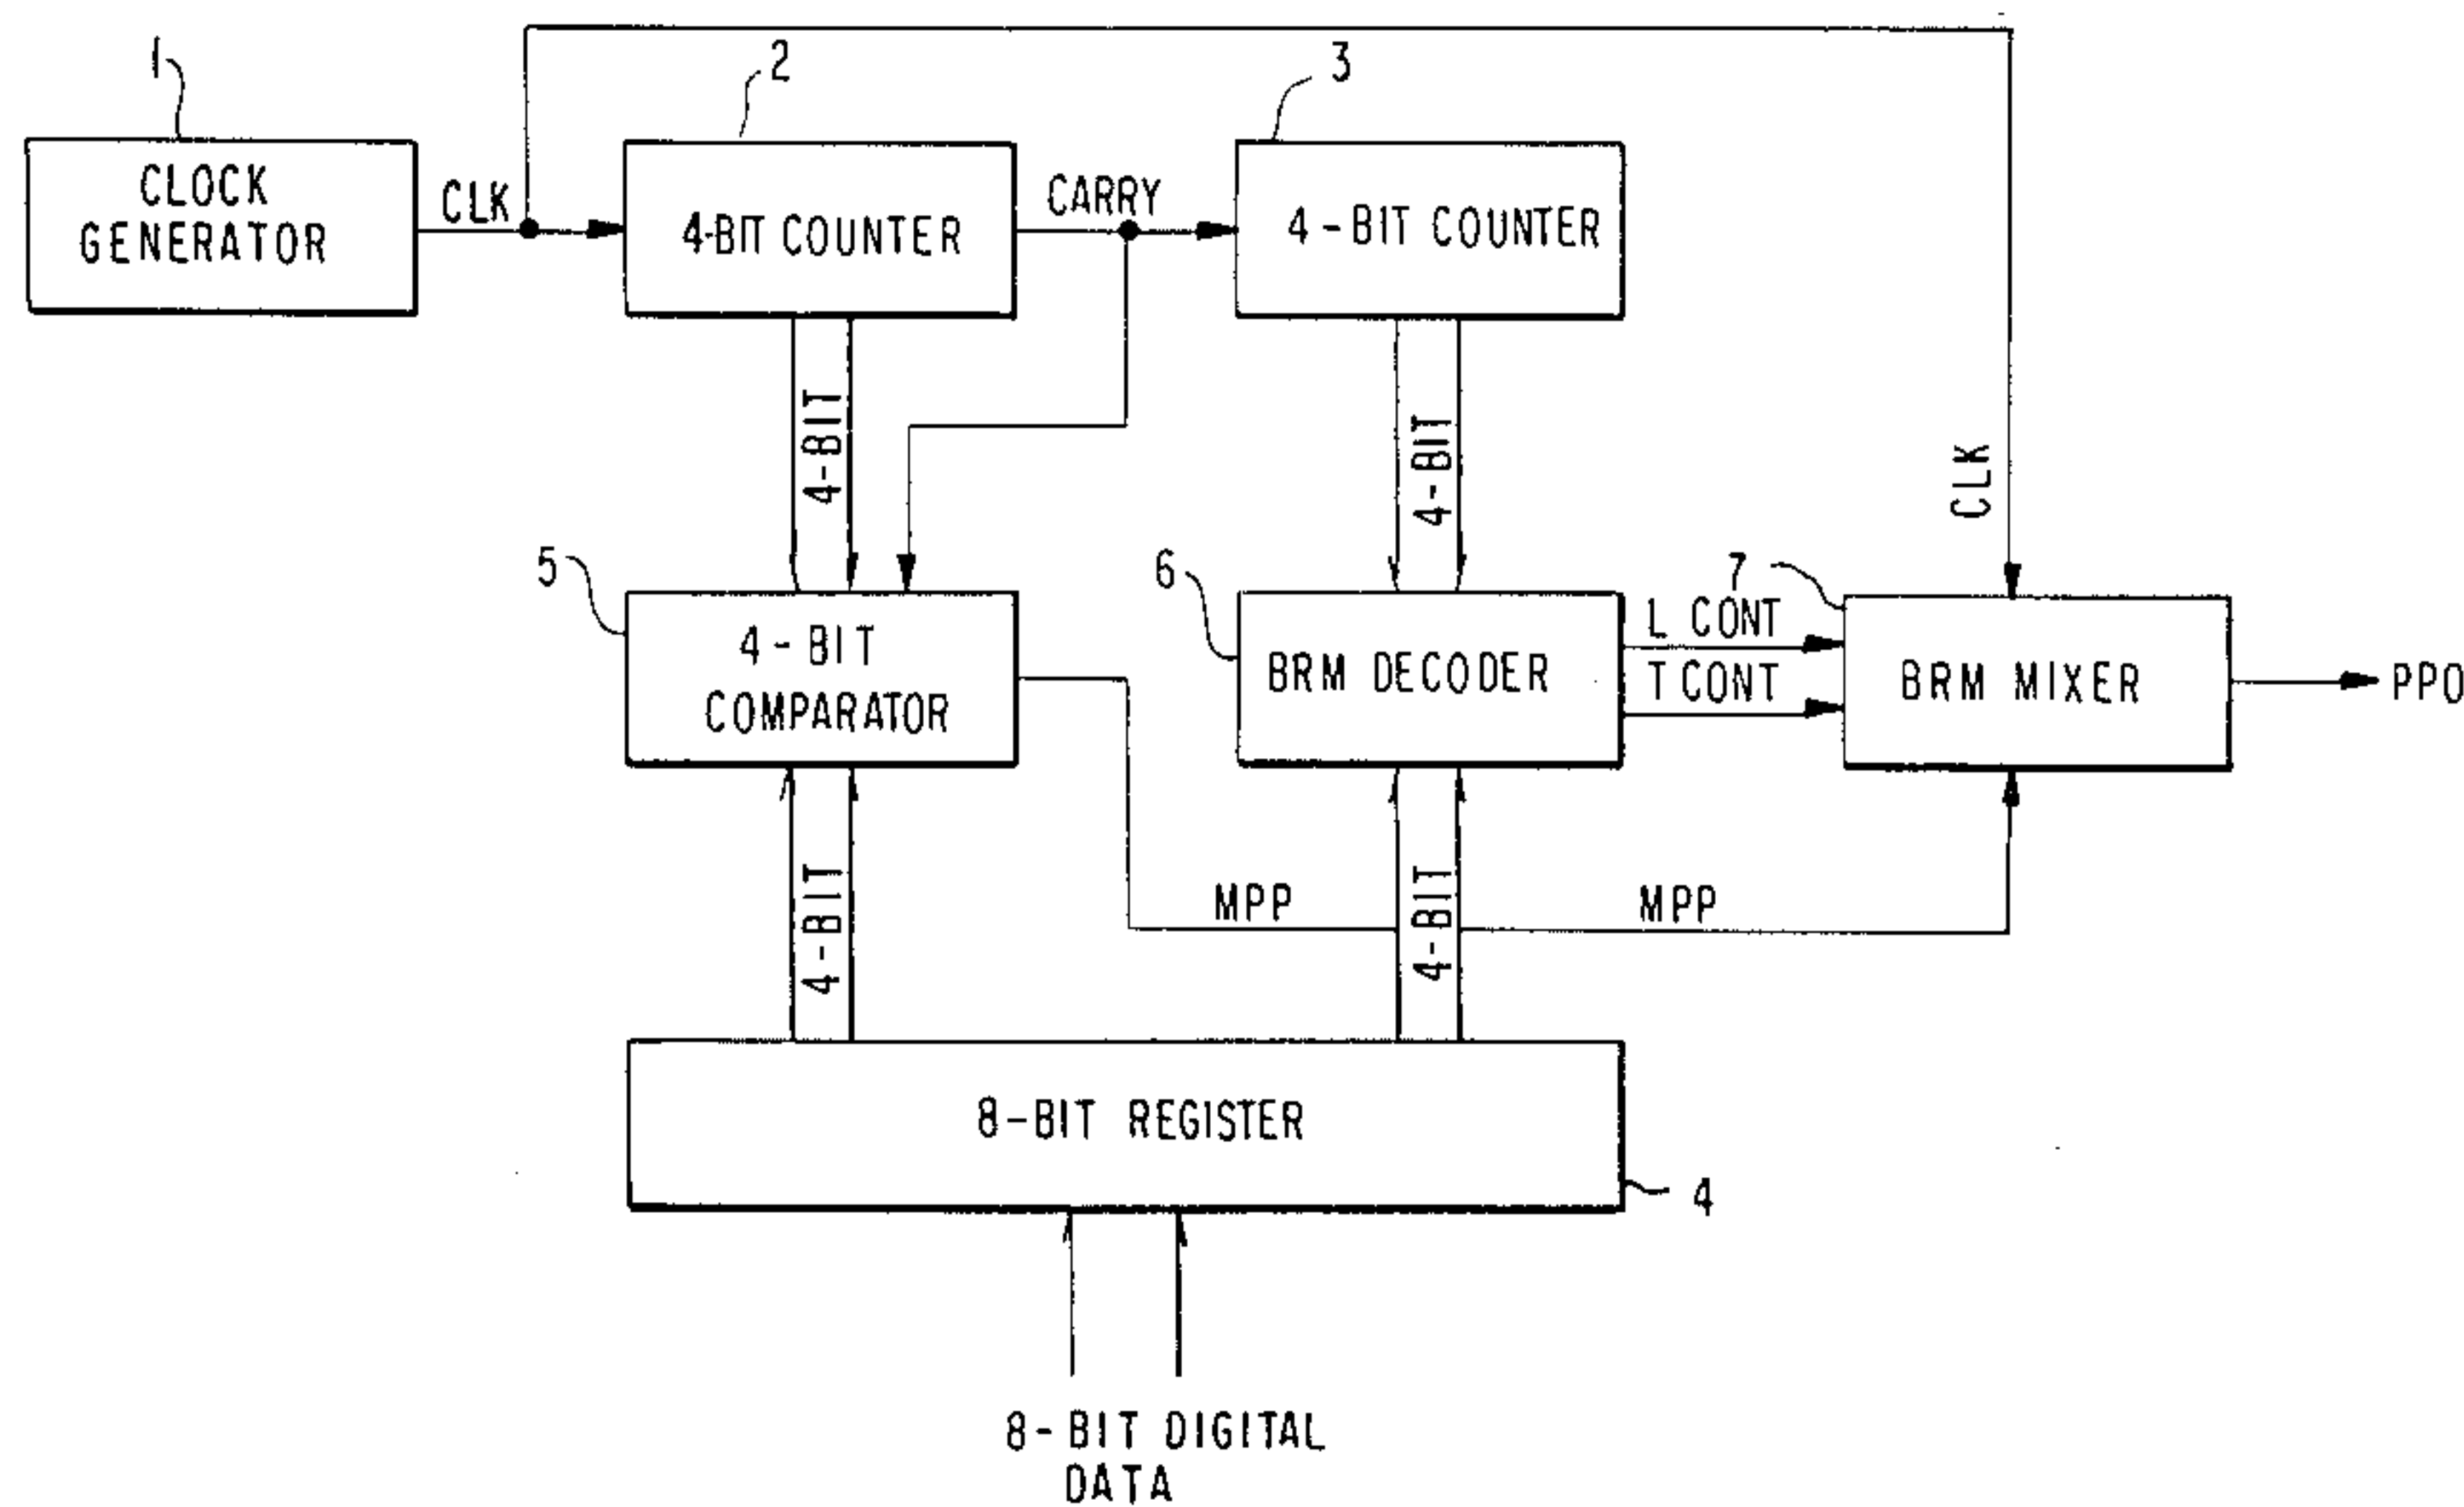 1
2
3
CLOCK
GENERATOR
CLK
4-BIT COUNTER
CARRY
4-BIT COUNTER
4-BIT
4-BIT
CLK
5
4-BIT
COMPARATOR
6
BRM DECODER
L CONT
T CONT
7
BRM MIXER
PPO
4-BIT
MPP
4-BIT
MPP
8-BIT REGISTER
4
8-BIT DIGITAL
DATA